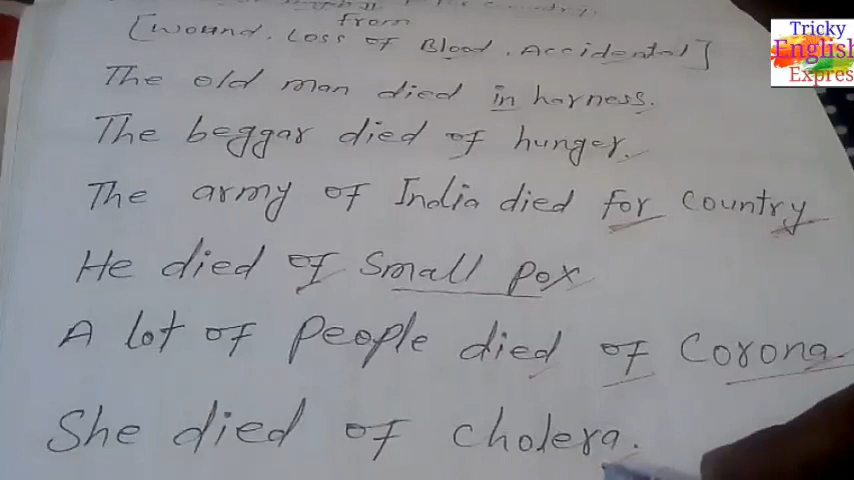 Country.
from
[wound. Loss of Blood. Accidental]
The old man died in harness.
The beggar died of hunger.
The army of India died for country
He died of Small pox
A lot of people died of Corona
She died of cholera.
Tricky
English
Expres